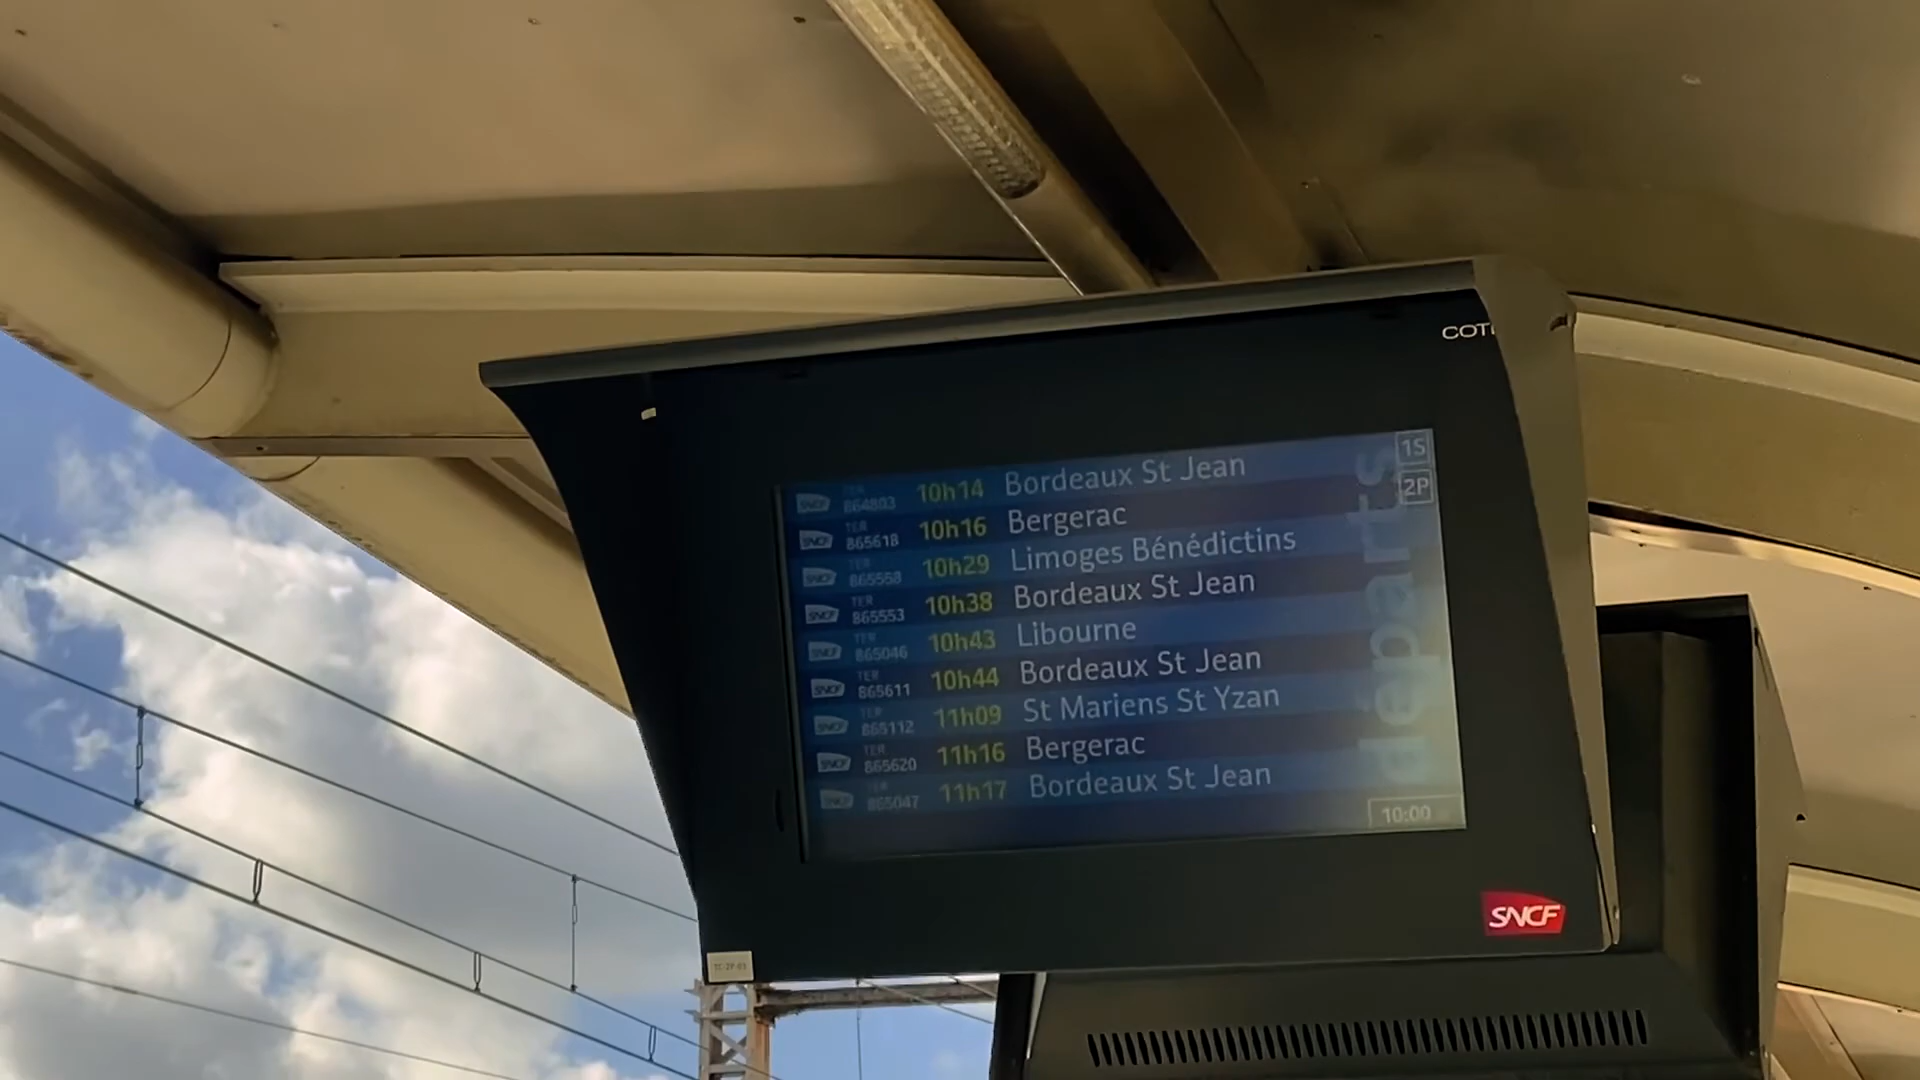 COTI
TER 864803 10h14 Bordeaux St Jean 1S
TER 865618 10h16 Bergerac 2P
TER 865558 10h29 Limoges Bénédictins
TER 865553 10h38 Bordeaux St Jean
TER 865046 10h43 Libourne
TER 865611 10h44 Bordeaux St Jean
TER 865112 11h09 St Mariens St Yzan
TER 865620 11h16 Bergerac
TER 865047 11h17 Bordeaux St Jean
départs
10:00
SNCF